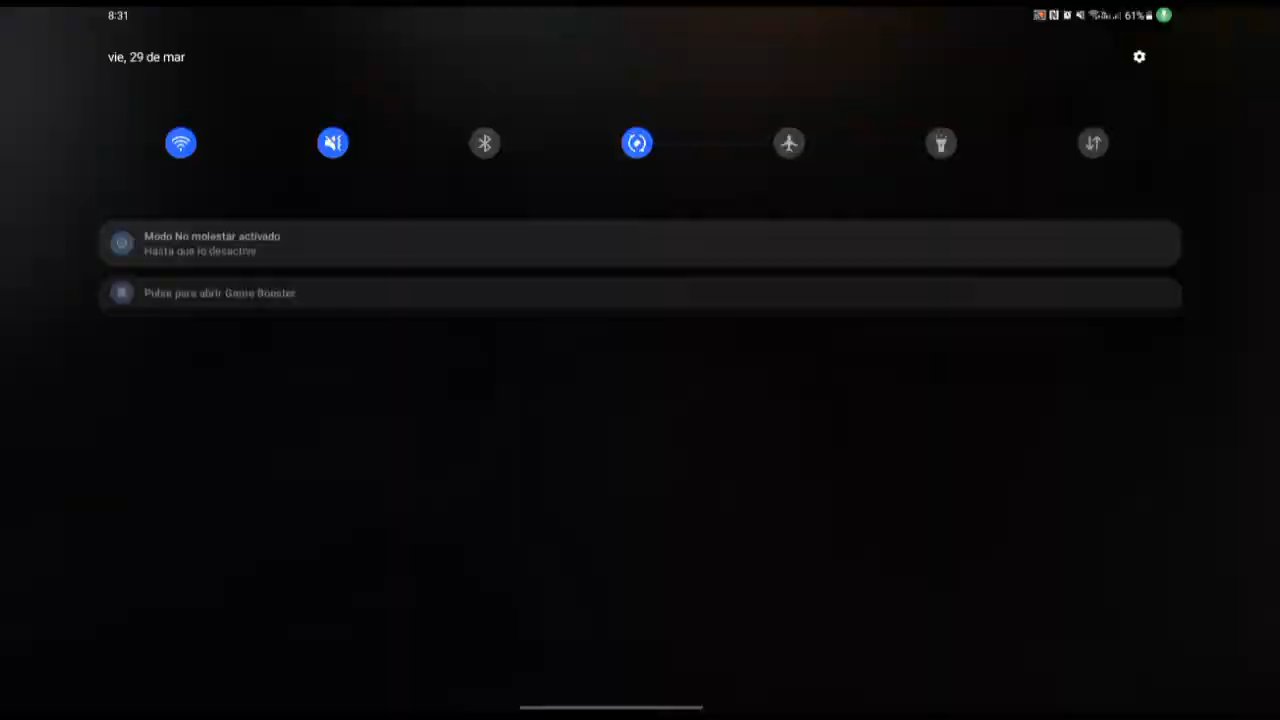 8:31
61%
vie, 29 de mar
Modo No molestar activado
Hasta que lo desactive
Pulsa para abrir Game Booster